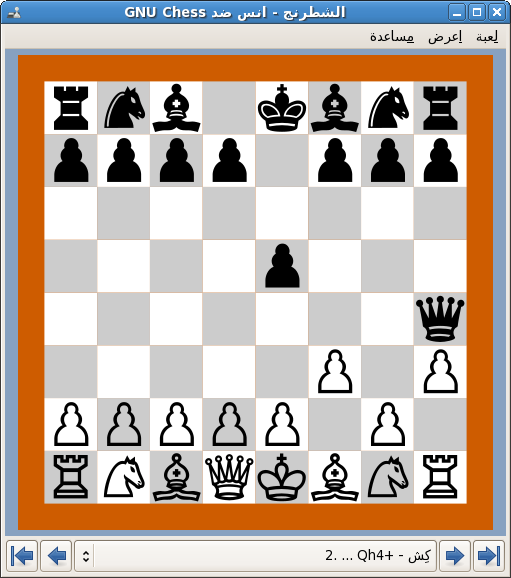 الشطرنج - انس ضد GNU Chess
لعبة إعرض مساعدة
كِش - Qh4+ ... .2